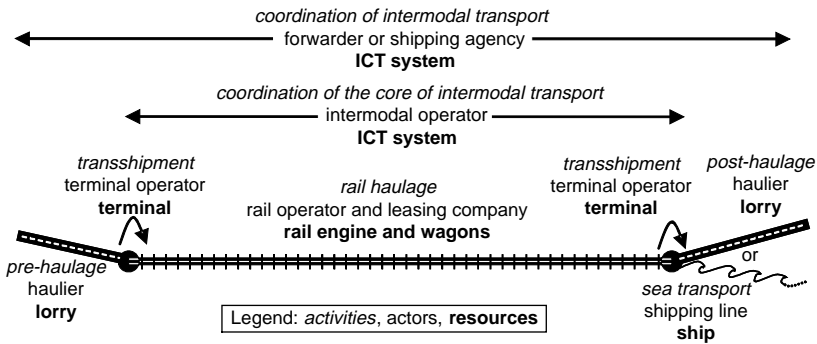 coordination of intermodal transport
forwarder or shipping agency
ICT system
coordination of the core of intermodal transport
intermodal operator
ICT system
transshipment
terminal operator
terminal
rail haulage
rail operator and leasing company
rail engine and wagons
transshipment
terminal operator
terminal
post-haulage
haulier
lorry
pre-haulage
haulier
lorry
or
sea transport
shipping line
ship
Legend: activities, actors, resources